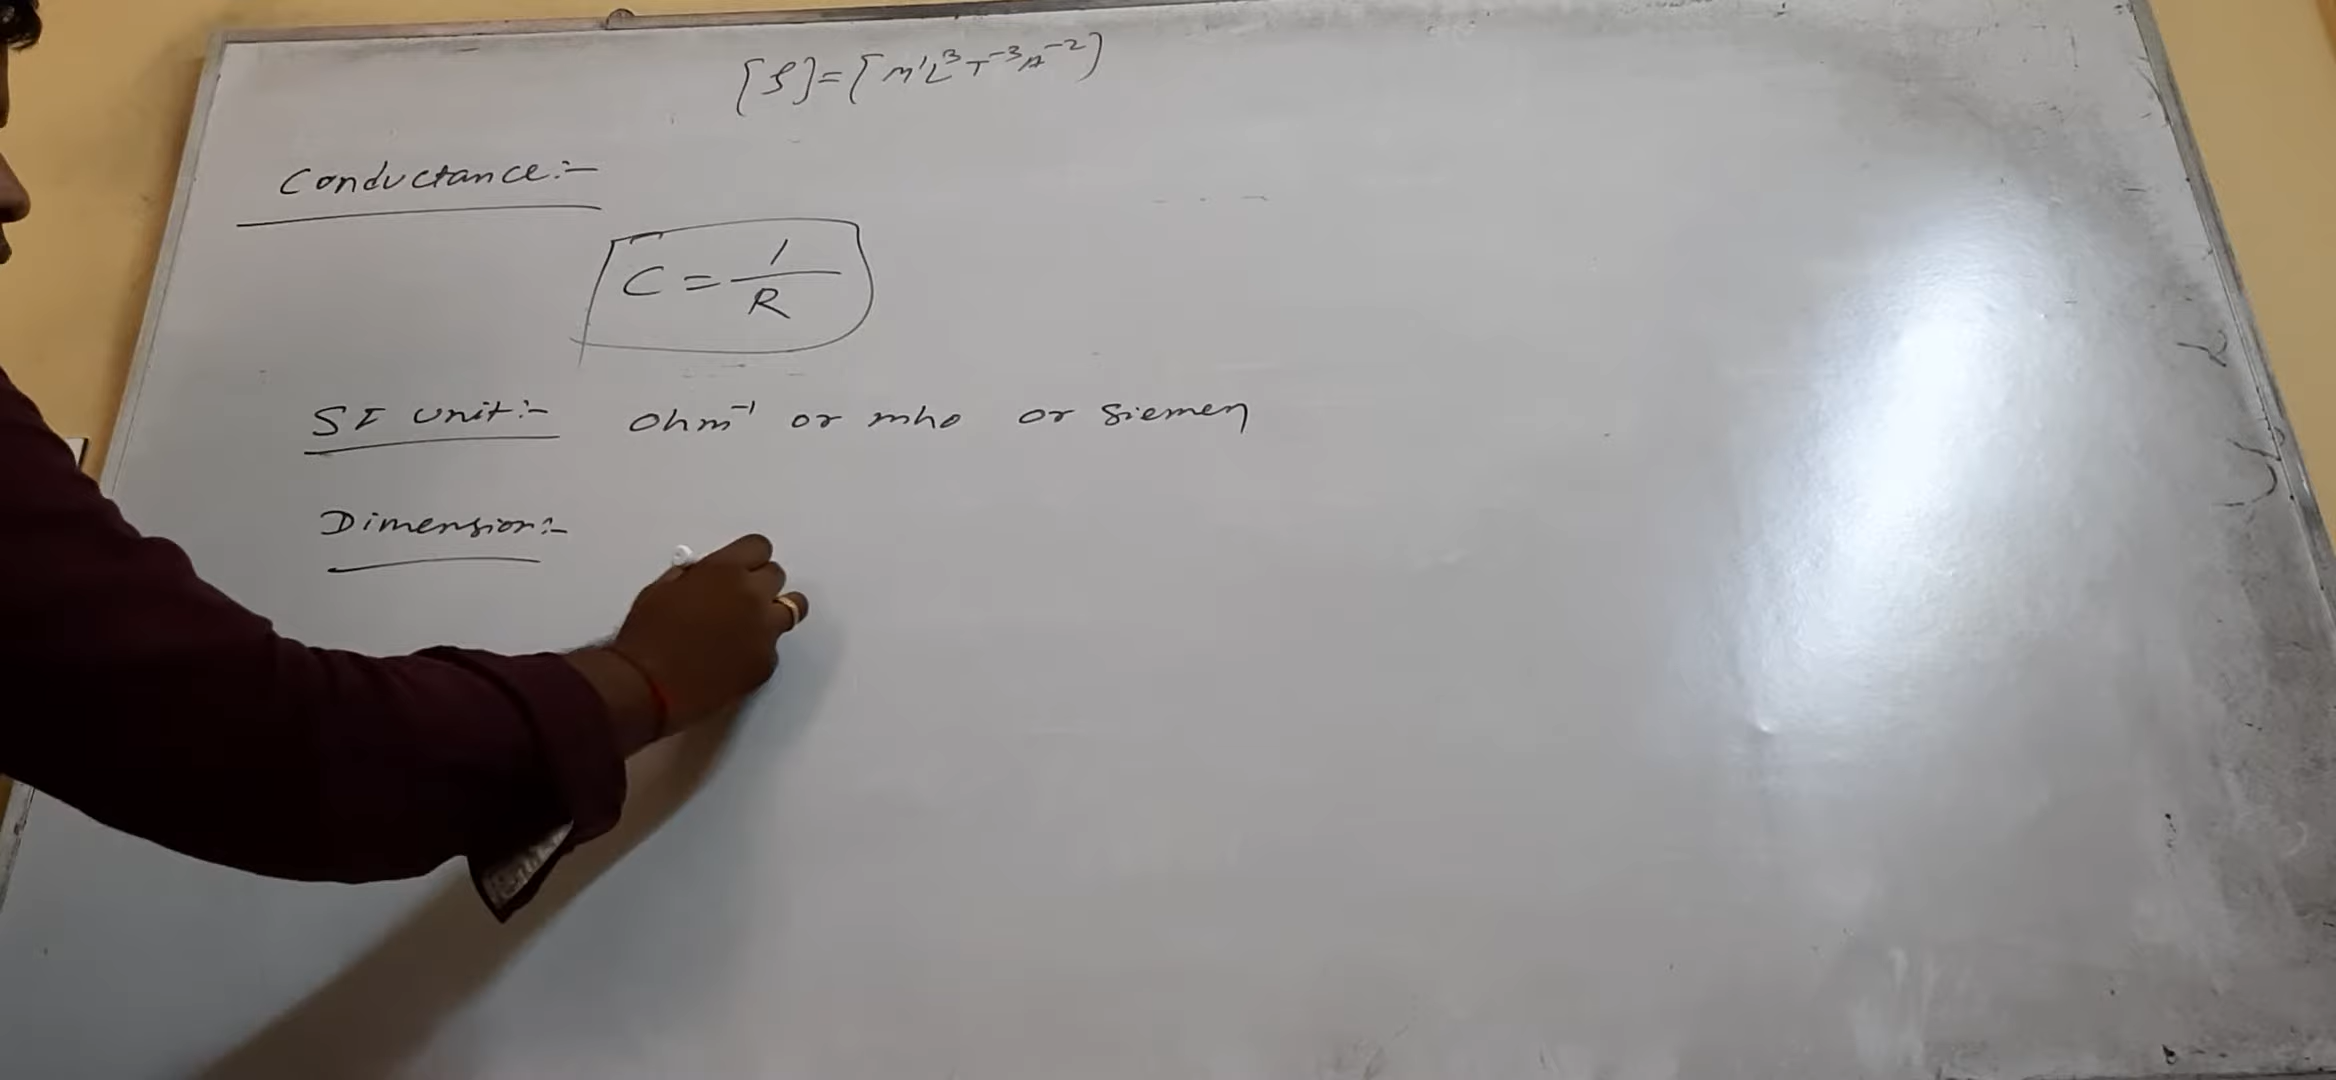 [ρ] = [M¹L³T⁻³A⁻²]
Conductance:-
C = 1/R
SI unit:- ohm⁻¹ or mho or Siemen
Dimension:-